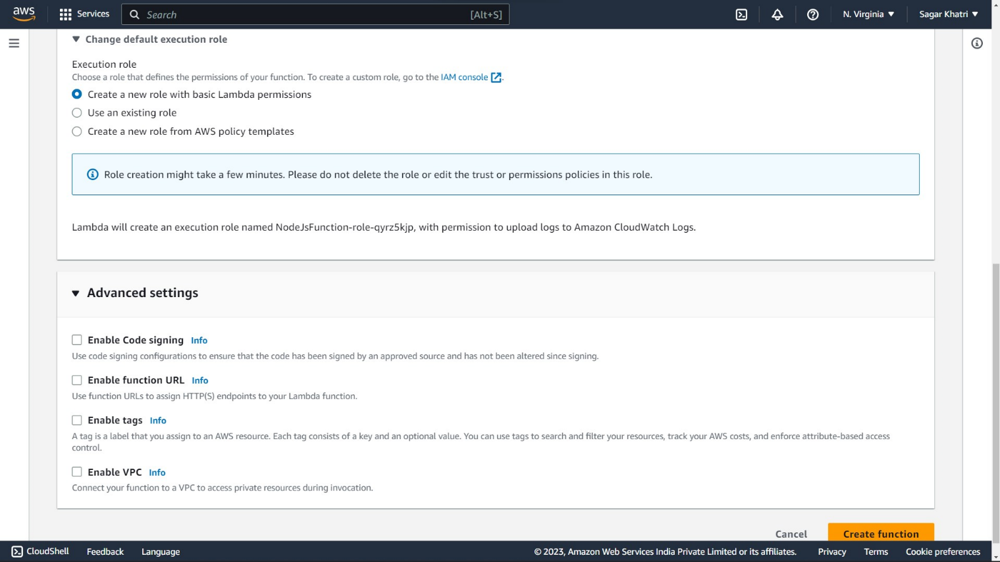 aws
Services
Search
[Alt+S]
N. Virginia
Sagar Khatri
Change default execution role
Execution role
Choose a role that defines the permissions of your function. To create a custom role, go to the IAM console.
Create a new role with basic Lambda permissions
Use an existing role
Create a new role from AWS policy templates
Role creation might take a few minutes. Please do not delete the role or edit the trust or permissions policies in this role.
Lambda will create an execution role named NodeJsFunction-role-qyrz5kjp, with permission to upload logs to Amazon CloudWatch Logs.
Advanced settings
Enable Code signing Info
Use code signing configurations to ensure that the code has been signed by an approved source and has not been altered since signing.
Enable function URL Info
Use function URLs to assign HTTP(S) endpoints to your Lambda function.
Enable tags Info
A tag is a label that you assign to an AWS resource. Each tag consists of a key and an optional value. You can use tags to search and filter your resources, track your AWS costs, and enforce attribute-based access
control.
Enable VPC Info
Connect your function to a VPC to access private resources during invocation.
Cancel
Create function
CloudShell
Feedback
Language
© 2023, Amazon Web Services India Private Limited or its affiliates.
Privacy
Terms
Cookie preferences